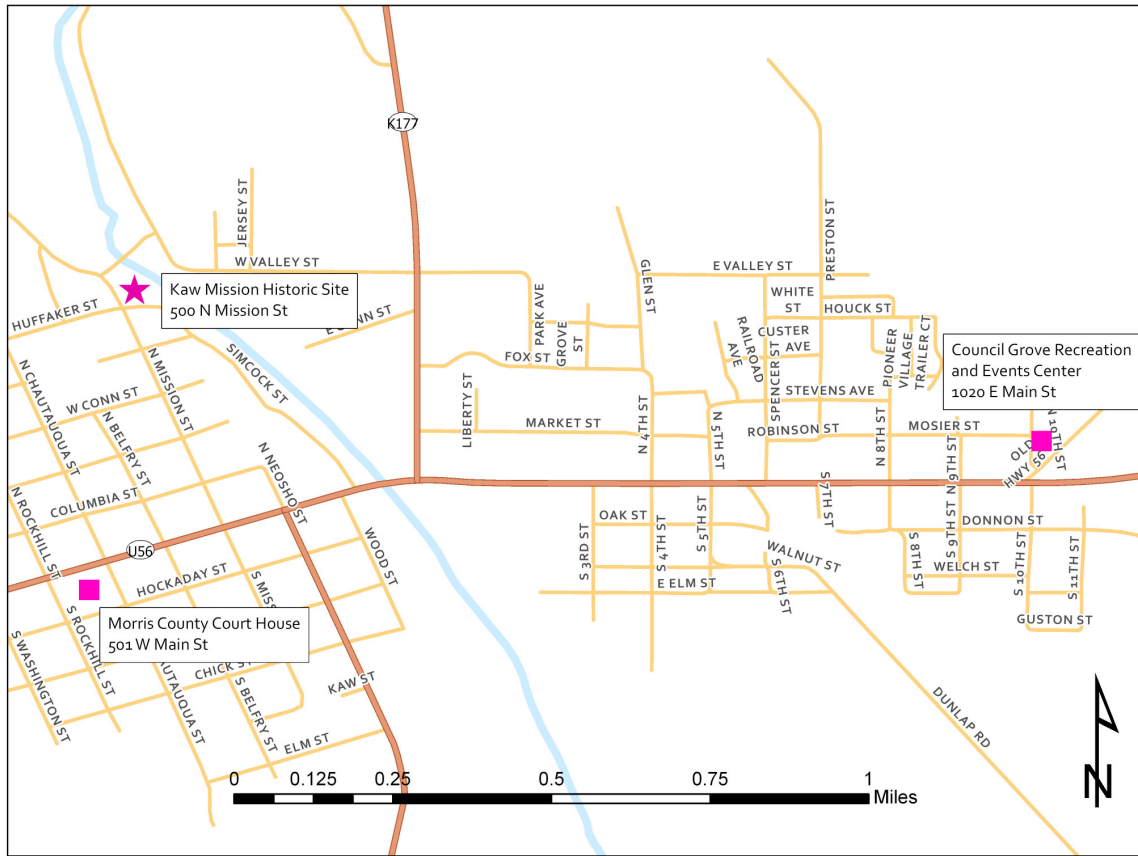 K177
JERSEY ST
W VALLEY ST
PRESTON ST
GLEN ST
E VALLEY ST
Kaw Mission Historic Site
500 N Mission St
WHITE
ST
HOUCK ST
HUFFAKER ST
PARK AVE
GROVE
ST
RAILROAD
AVE
CUSTER
AVE
PIONEER
VILLAGE
TRAILER CT
Council Grove Recreation
and Events Center
1020 E Main St
SIMCOCK ST
FOX ST
SPENCER ST
STEVENS AVE
N CHAUTAUQUA ST
N MISSION ST
W CONN ST
N BELFRY ST
LIBERTY ST
MARKET ST
N 4TH ST
N 5TH ST
ROBINSON ST
N 8TH ST
MOSIER ST
N 9TH ST
N 10TH ST
OLD
HWY 56
N NEOSHO ST
COLUMBIA ST
N ROCKHILL ST
U56
HOCKADAY ST
WOOD ST
OAK ST
S 3RD ST
S 4TH ST
S 5TH ST
S 7TH ST
WALNUT ST
S 6TH ST
E ELM ST
DONNON ST
S 8TH ST
S 9TH ST
WELCH ST
S 10TH ST
S 11TH ST
GUSTON ST
Morris County Court House
501 W Main St
S WASHINGTON ST
S ROCKHILL ST
CHICK
S BELFRY ST
KAW ST
ELM ST
DUNLAP RD
N
0 0.125 0.25 0.5 0.75 1
Miles